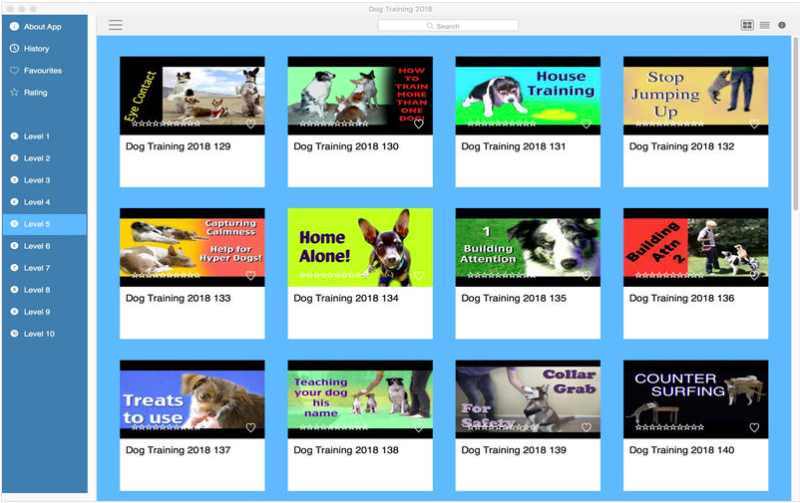 Dog Training 2018
About App
History
Favourites
Rating
Level 1
Level 2
Level 3
Level 4
Level 5
Level 6
Level 7
Level 8
Level 9
Level 10
Search
Eye Contact
Dog Training 2018 129
HOW
TO
TRAIN
MORE
THAN
ONE
DOG!
Dog Training 2018 130
House
Training
Dog Training 2018 131
Stop
Jumping
Up
Dog Training 2018 132
Capturing
Calmness
Help for
Hyper Dogs!
Dog Training 2018 133
Home
Alone!
Dog Training 2018 134
1
Building
Attention
Dog Training 2018 135
Building
Attn
2
Dog Training 2018 136
Treats
to use
Dog Training 2018 137
Teaching
your dog
his
name
Dog Training 2018 138
Collar
Grab
For
Safety
Dog Training 2018 139
COUNTER
SURFING
Dog Training 2018 140